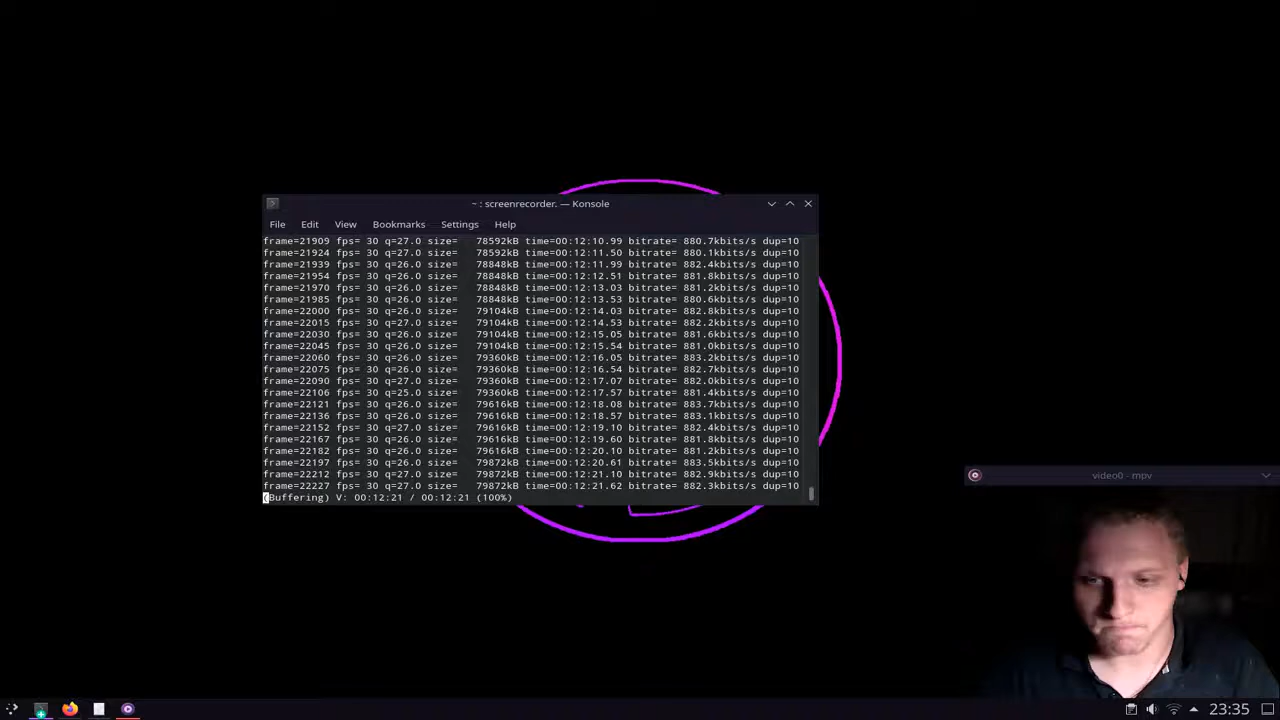 ~ : screenrecorder. — Konsole
File Edit View Bookmarks Settings Help
frame=21909 fps= 30 q=27.0 size=   78592kB time=00:12:10.99 bitrate= 880.7kbits/s dup=10
frame=21924 fps= 30 q=27.0 size=   78592kB time=00:12:11.50 bitrate= 880.1kbits/s dup=10
frame=21939 fps= 30 q=26.0 size=   78848kB time=00:12:11.99 bitrate= 882.4kbits/s dup=10
frame=21954 fps= 30 q=26.0 size=   78848kB time=00:12:12.51 bitrate= 881.8kbits/s dup=10
frame=21970 fps= 30 q=26.0 size=   78848kB time=00:12:13.03 bitrate= 881.2kbits/s dup=10
frame=21985 fps= 30 q=26.0 size=   78848kB time=00:12:13.53 bitrate= 880.6kbits/s dup=10
frame=22000 fps= 30 q=26.0 size=   79104kB time=00:12:14.03 bitrate= 882.8kbits/s dup=10
frame=22015 fps= 30 q=27.0 size=   79104kB time=00:12:14.53 bitrate= 882.2kbits/s dup=10
frame=22030 fps= 30 q=26.0 size=   79104kB time=00:12:15.05 bitrate= 881.6kbits/s dup=10
frame=22045 fps= 30 q=26.0 size=   79104kB time=00:12:15.54 bitrate= 881.0kbits/s dup=10
frame=22060 fps= 30 q=26.0 size=   79360kB time=00:12:16.05 bitrate= 883.2kbits/s dup=10
frame=22075 fps= 30 q=26.0 size=   79360kB time=00:12:16.54 bitrate= 882.7kbits/s dup=10
frame=22090 fps= 30 q=27.0 size=   79360kB time=00:12:17.07 bitrate= 882.0kbits/s dup=10
frame=22106 fps= 30 q=25.0 size=   79360kB time=00:12:17.57 bitrate= 881.4kbits/s dup=10
frame=22121 fps= 30 q=26.0 size=   79616kB time=00:12:18.08 bitrate= 883.7kbits/s dup=10
frame=22136 fps= 30 q=26.0 size=   79616kB time=00:12:18.57 bitrate= 883.1kbits/s dup=10
frame=22152 fps= 30 q=27.0 size=   79616kB time=00:12:19.10 bitrate= 882.4kbits/s dup=10
frame=22167 fps= 30 q=26.0 size=   79616kB time=00:12:19.60 bitrate= 881.8kbits/s dup=10
frame=22182 fps= 30 q=26.0 size=   79616kB time=00:12:20.10 bitrate= 881.2kbits/s dup=10
frame=22197 fps= 30 q=26.0 size=   79872kB time=00:12:20.61 bitrate= 883.5kbits/s dup=10
frame=22212 fps= 30 q=27.0 size=   79872kB time=00:12:21.10 bitrate= 882.9kbits/s dup=10
frame=22227 fps= 30 q=26.0 size=   79872kB time=00:12:21.62 bitrate= 882.3kbits/s dup=10
(Buffering) V: 00:12:21 / 00:12:21 (100%)
video0 - mpv
23:35